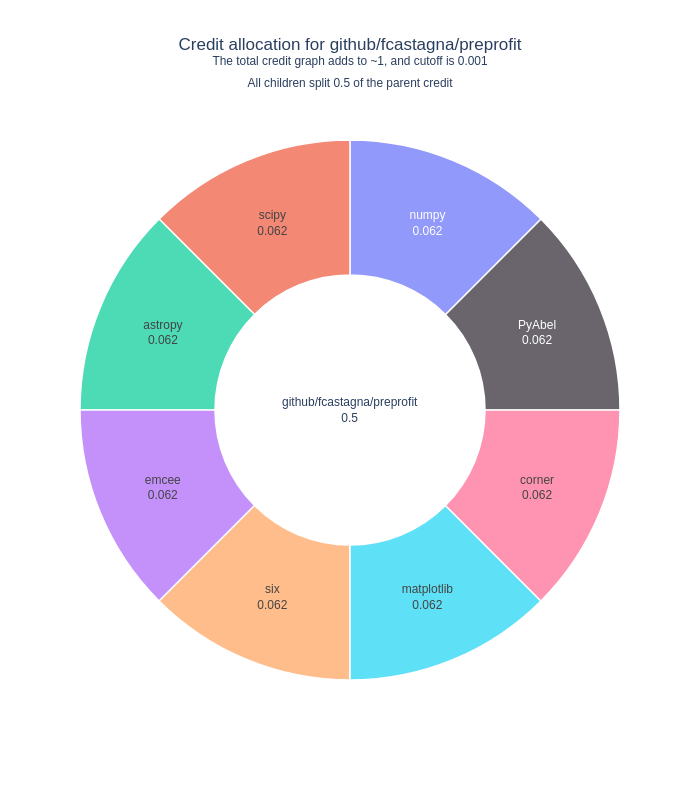 Credit allocation for github/fcastagna/preprofit
The total credit graph adds to ~1, and cutoff is 0.001
All children split 0.5 of the parent credit
scipy
0.062
numpy
0.062
astropy
0.062
PyAbel
0.062
github/fcastagna/preprofit
0.5
emcee
0.062
corner
0.062
six
0.062
matplotlib
0.062